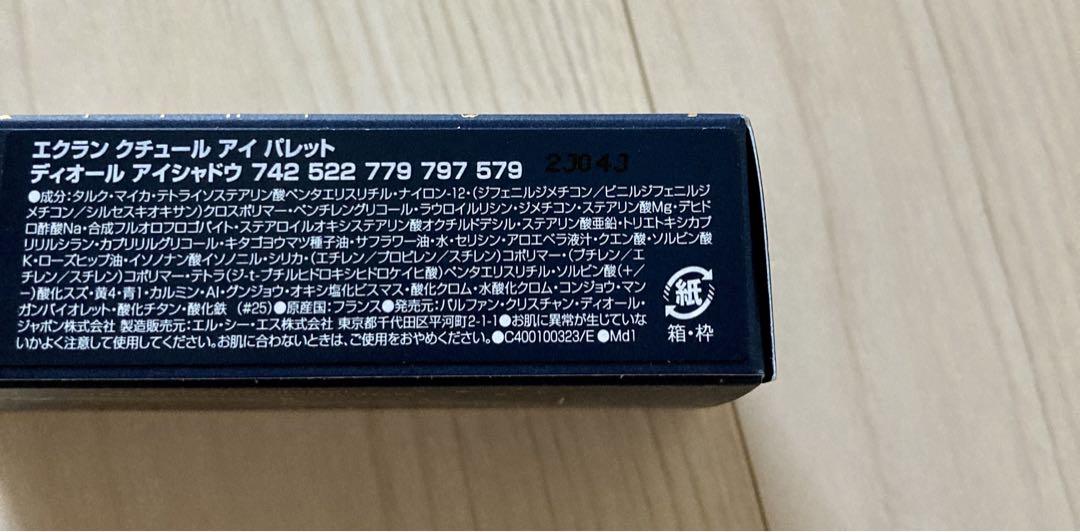 エクラン クチュール アイ パレット
ディオール アイシャドウ 742 522 779 797 579 2J04J
●成分：タルク・マイカ・テトライソステアリン酸ペンタエリスリチル・ナイロン-12・（ジフェニルジメチコン／ビニルジフェニルジ
メチコン／シルセスキオキサン）クロスポリマー・ペンチレングリコール・ラウロイルリシン・ジメチコン・ステアリン酸Mg・デヒド
ロ酢酸Na・合成フルオロフロゴパイト・ステアロイルオキシステアリン酸オクチルドデシル・ステアリン酸亜鉛・トリエトキシカプ
リリルシラン・カプリリルグリコール・キタゴヨウマツ種子油・サフラワー油・水・セリシン・アロエベラ液汁・クエン酸・ソルビン酸
K・ローズヒップ油・イソノナン酸イソノニル・シリカ・（エチレン／プロピレン／スチレン）コポリマー・（ブチレン／エ
チレン／スチレン）コポリマー・テトラ（ジ-t-ブチルヒドロキシヒドロケイヒ酸）ペンタエリスリチル・ソルビン酸（+／
−）酸化スズ・黄4・青1・カルミン・Al・グンジョウ・オキシ塩化ビスマス・酸化クロム・水酸化クロム・コンジョウ・マン
ガンバイオレット・酸化チタン・酸化鉄 （#25）●原産国：フランス●発売元：パルファン・クリスチャン・ディオール・
ジャポン株式会社 製造販売元：エル・シー・エス株式会社 東京都千代田区平河町2-1-1●お肌に異常が生じていな
いかよく注意して使用してください。お肌に合わないときは、ご使用をおやめください。●C400100323/E ●Md1
紙
箱・枠